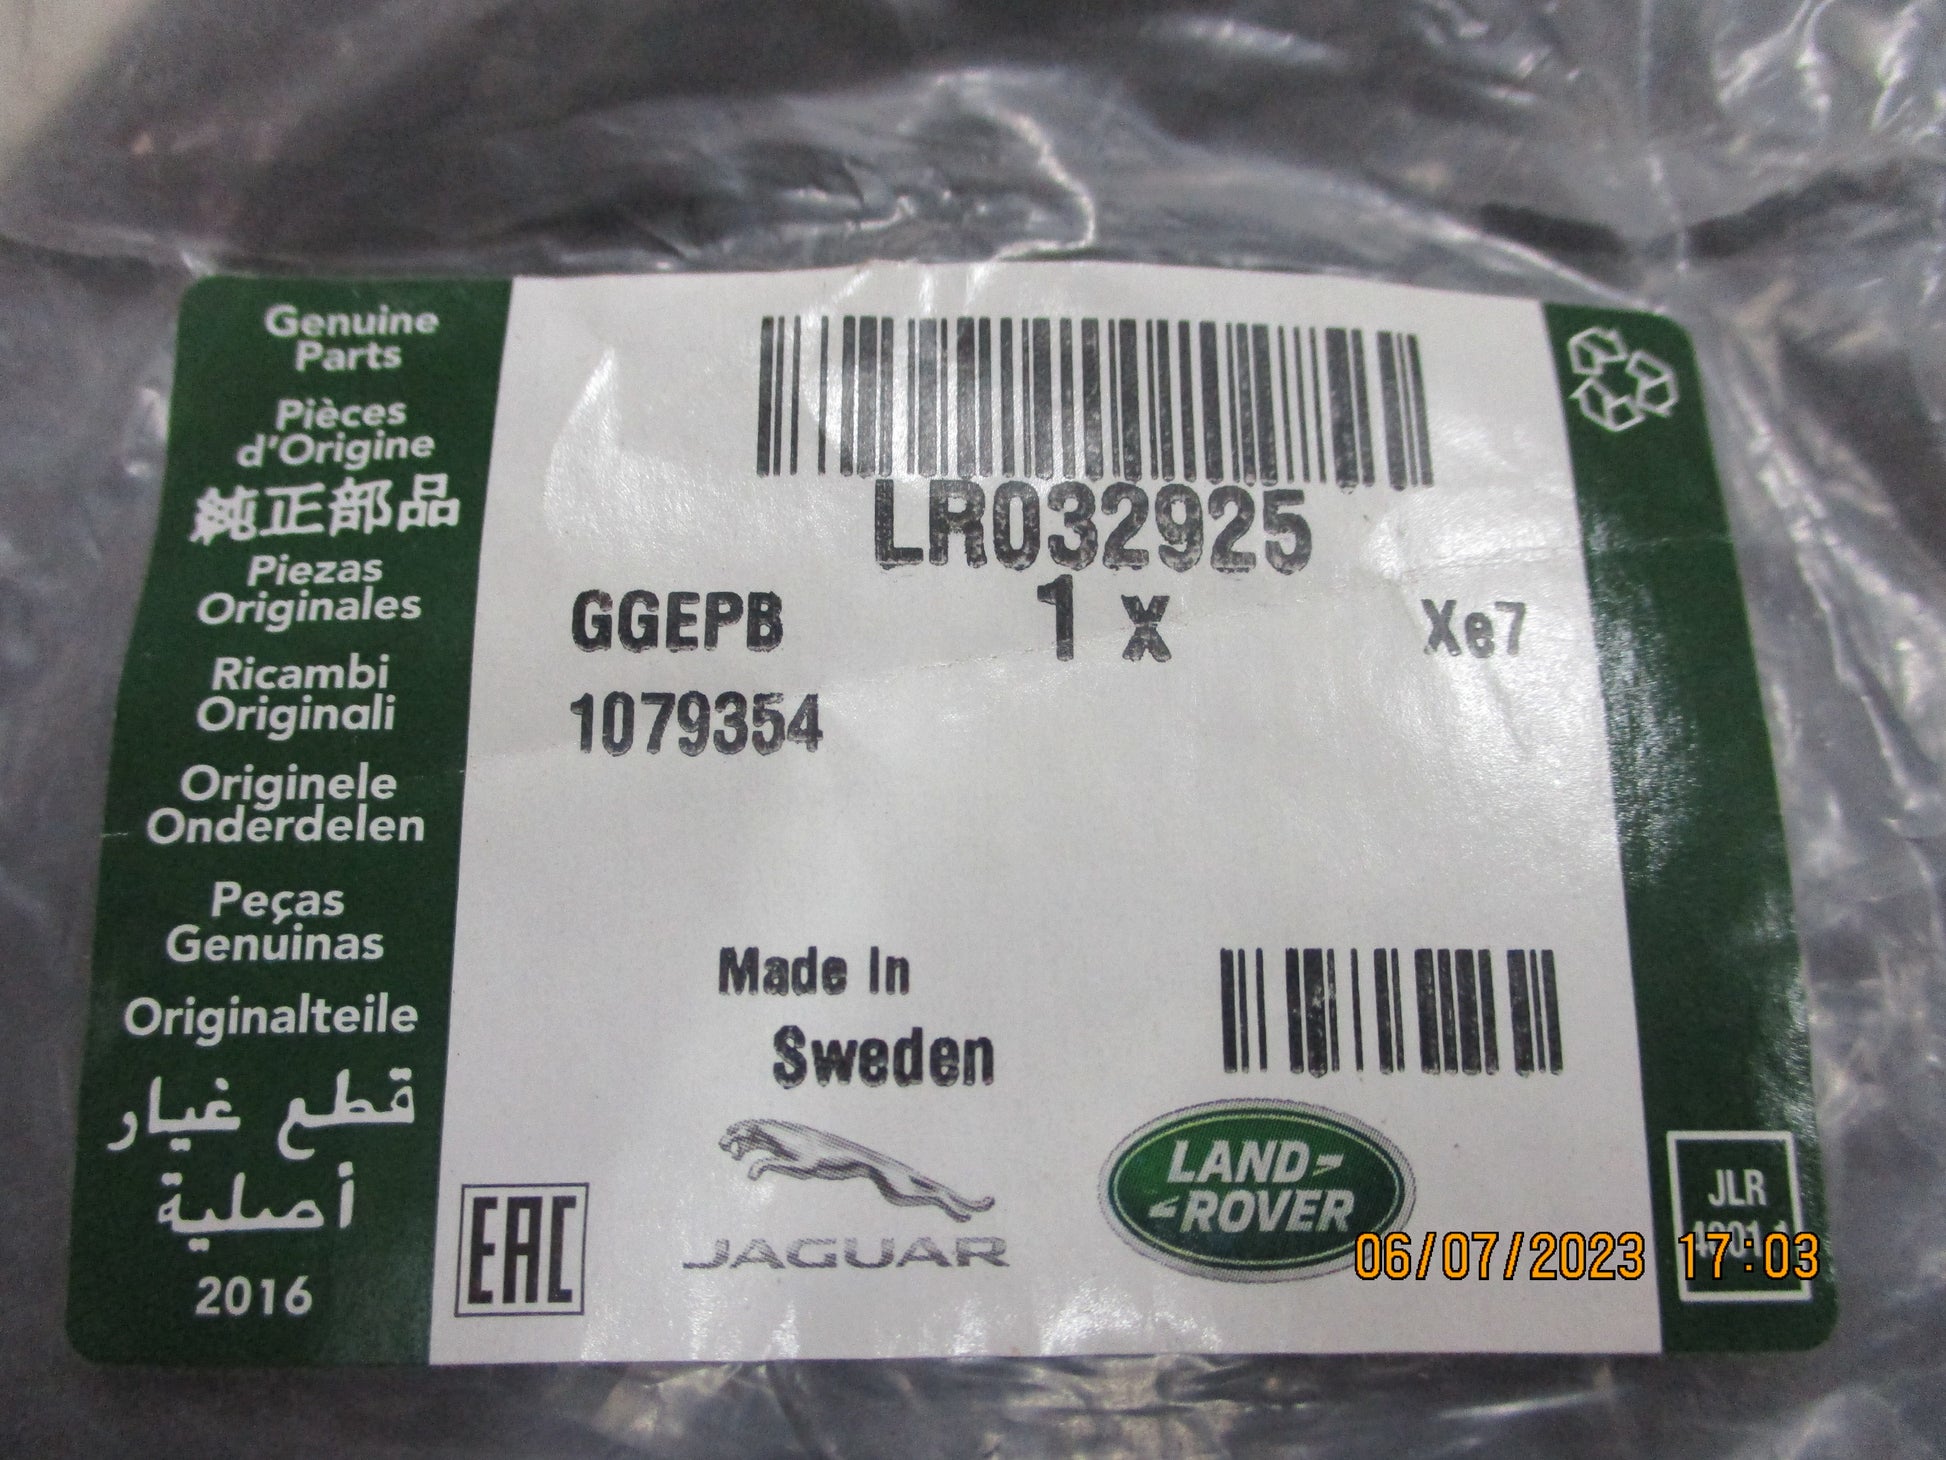 Genuine
Parts
Pièces
d'Origine
純正部品
Piezas
Originales
Ricambi
Originali
Originele
Onderdelen
Peças
Genuinas
Originalteile
قطع غيار
أصلية
2016
LR032925
GGEPB 1 x Xe7
1079354
Made In
Sweden
EAC
JAGUAR
LAND-
-ROVER
JLR
06/07/2023 17:03